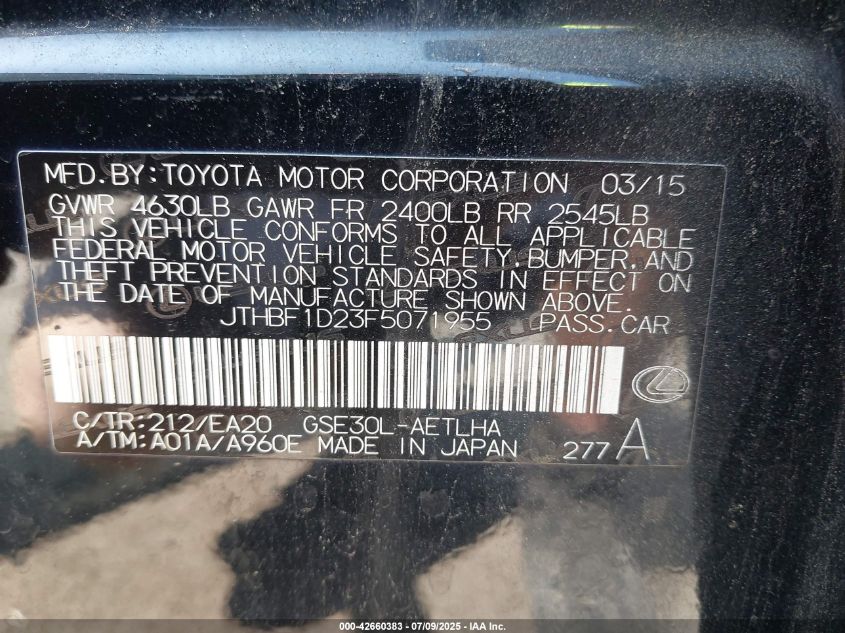 MFD.BY:TOYOTA MOTOR CORPORATION 03/15
GVWR 4630LB GAWR FR 2400LB RR 2545LB
THIS VEHICLE CONFORMS TO ALL APPLICABLE
FEDERAL MOTOR VEHICLE SAFETY,BUMPER,AND
THEFT PREVENTION STANDARDS IN EFFECT ON
THE DATE OF MANUFACTURE SHOWN ABOVE.
JTHBF1D23F5071955 PASS.CAR
C/TR:212/EA20 GSE30L-AETLHA
A/TM:A01A/A960E MADE IN JAPAN 277A
000-42660383 - 07/09/2025 - IAA Inc.